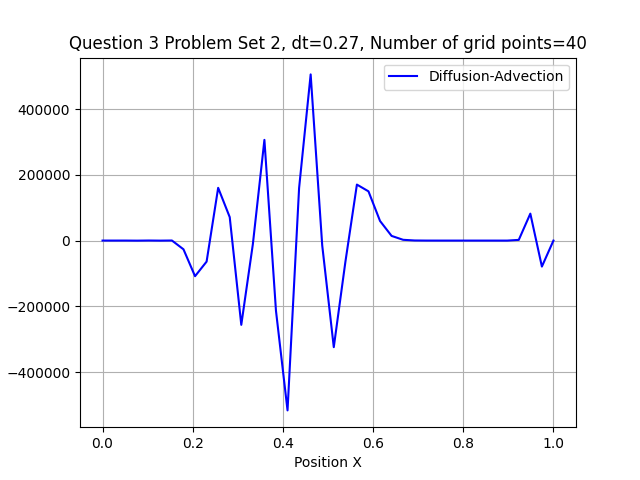 Question 3 Problem Set 2, dt=0.27, Number of grid points=40
Diffusion-Advection
400000
200000
0
−200000
−400000
0.0 0.2 0.4 0.6 0.8 1.0
Position X